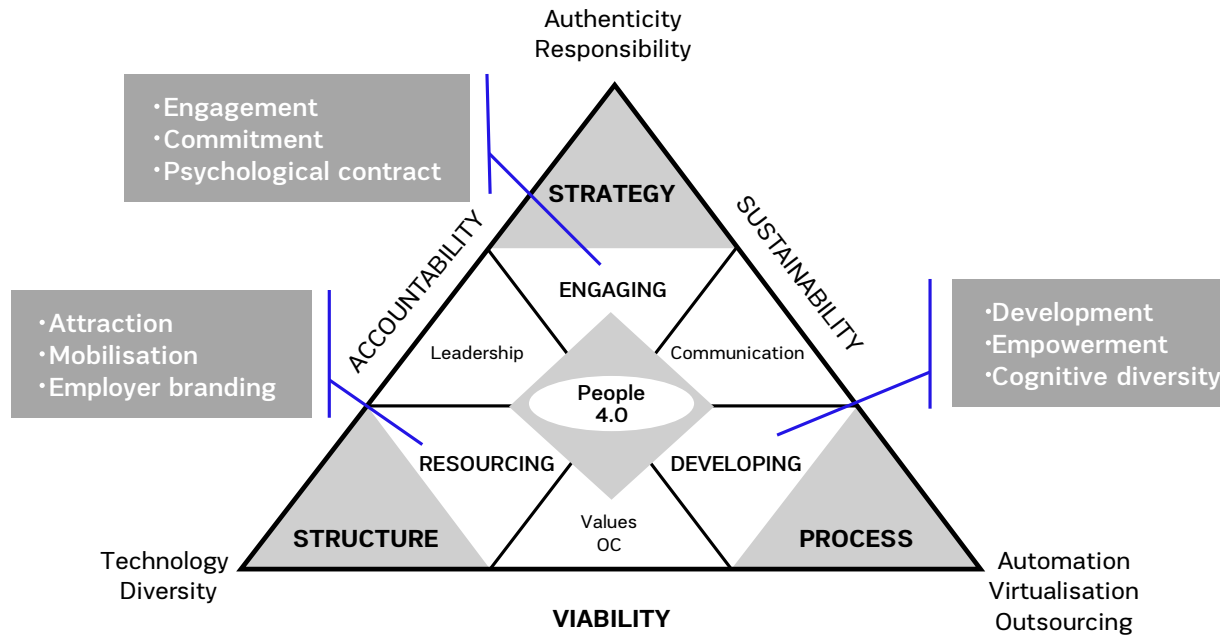 Authenticity
Responsibility
·Engagement
·Commitment
·Psychological contract
STRATEGY
ACCOUNTABILITY
SUSTAINABILITY
ENGAGING
·Attraction
·Mobilisation
·Employer branding
·Development
·Empowerment
·Cognitive diversity
Leadership
Communication
People
4.0
RESOURCING
DEVELOPING
Values
OC
STRUCTURE
PROCESS
Technology
Diversity
Automation
Virtualisation
Outsourcing
VIABILITY